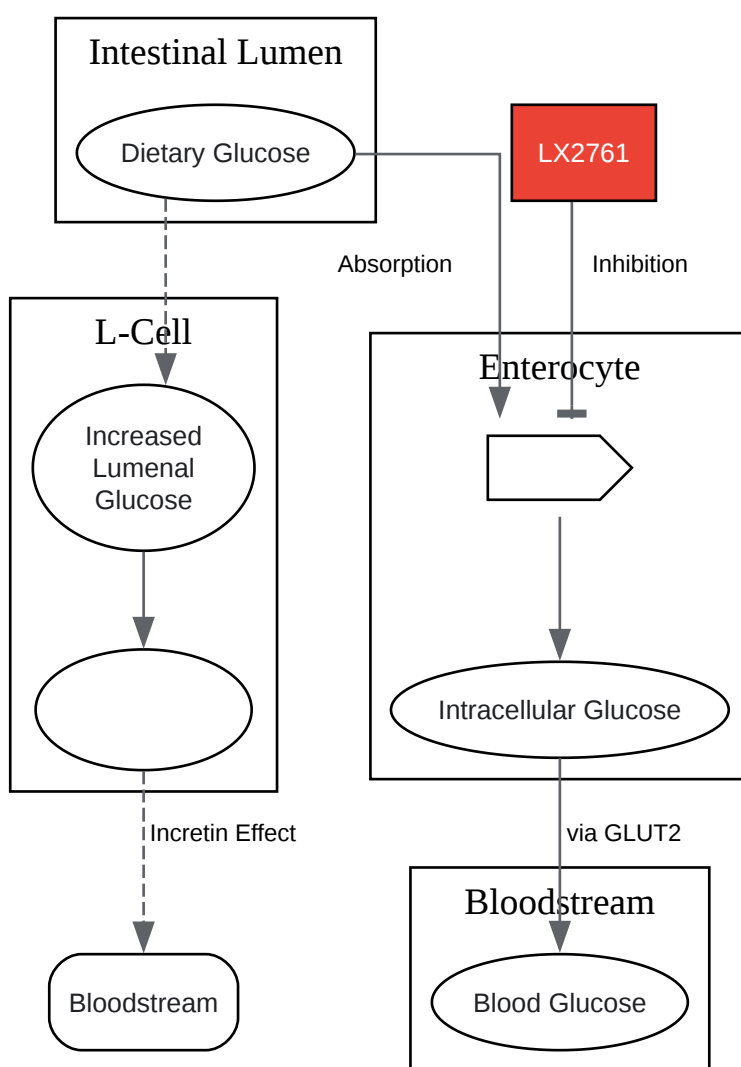 Intestinal Lumen
Dietary Glucose
LX2761
Absorption
Inhibition
L-Cell
Enterocyte
Increased
Lumenal
Glucose
Intracellular Glucose
Incretin Effect
via GLUT2
Bloodstream
Bloodstream
Blood Glucose